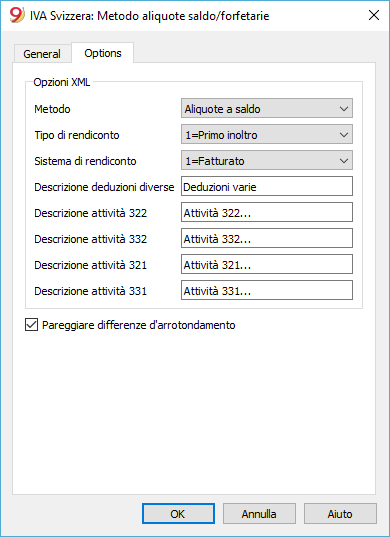 9 IVA Svizzera: Metodo aliquote saldo/forfetarie
General Options
Opzioni XML
Metodo Aliquote a saldo
Tipo di rendiconto 1=Primo inoltro
Sistema di rendiconto 1=Fatturato
Descrizione deduzioni diverse Deduzioni varie
Descrizione attività 322 Attività 322...
Descrizione attività 332 Attività 332...
Descrizione attività 321 Attività 321...
Descrizione attività 331 Attività 331...
Pareggiare differenze d'arrotondamento
OK Annulla Aiuto